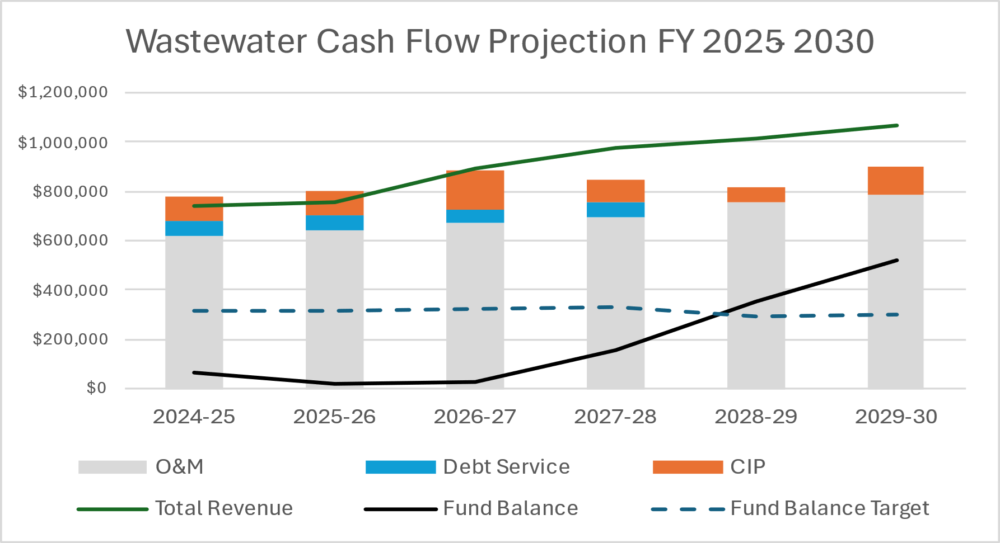 Wastewater Cash Flow Projection FY 2025- 2030
$1,200,000
$1,000,000
$800,000
$600,000
$400,000
$200,000
$0
2024-25 2025-26 2026-27 2027-28 2028-29 2029-30
O&M Debt Service CIP
Total Revenue Fund Balance Fund Balance Target